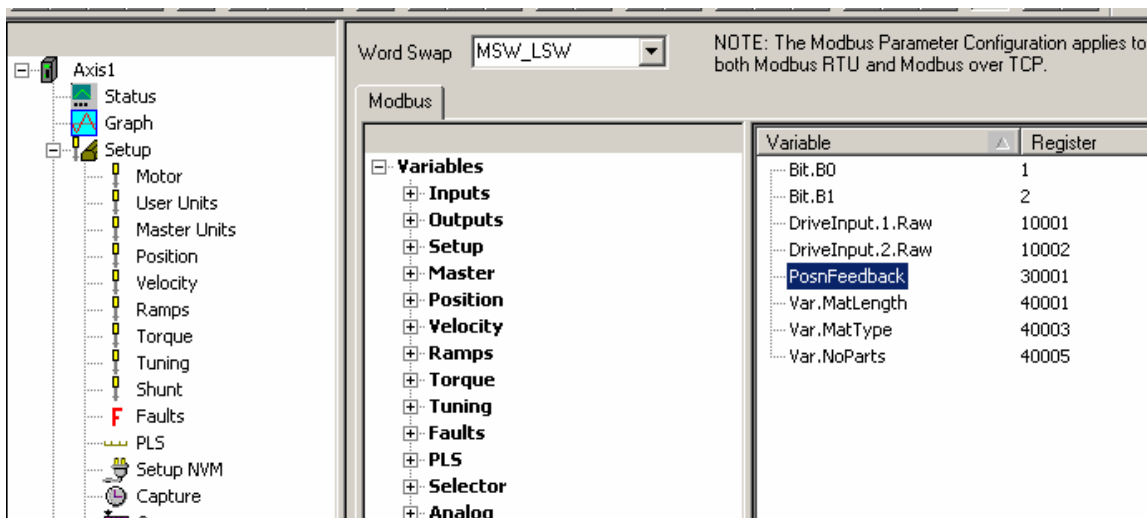 Word Swap MSW_LSW
NOTE: The Modbus Parameter Configuration applies to
both Modbus RTU and Modbus over TCP.
Axis1
Status
Graph
Setup
Motor
User Units
Master Units
Position
Velocity
Ramps
Torque
Tuning
Shunt
F Faults
PLS
Setup NVM
Capture
Modbus
Variables
Inputs
Outputs
Setup
Master
Position
Velocity
Ramps
Torque
Tuning
Faults
PLS
Selector
Analog
Variable Register
Bit.B0 1
Bit.B1 2
DriveInput.1.Raw 10001
DriveInput.2.Raw 10002
PosnFeedback 30001
Var.MatLength 40001
Var.MatType 40003
Var.NoParts 40005